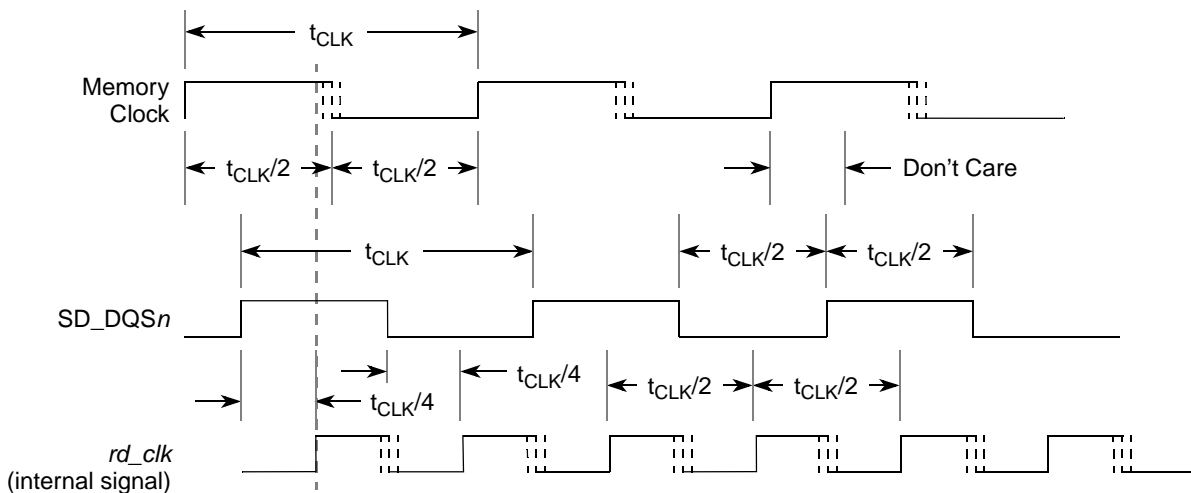 tCLK
Memory
Clock
tCLK/2
tCLK/2
Don't Care
tCLK
tCLK/2
tCLK/2
SD_DQSn
tCLK/4
tCLK/2
tCLK/2
tCLK/4
rd_clk
(internal signal)